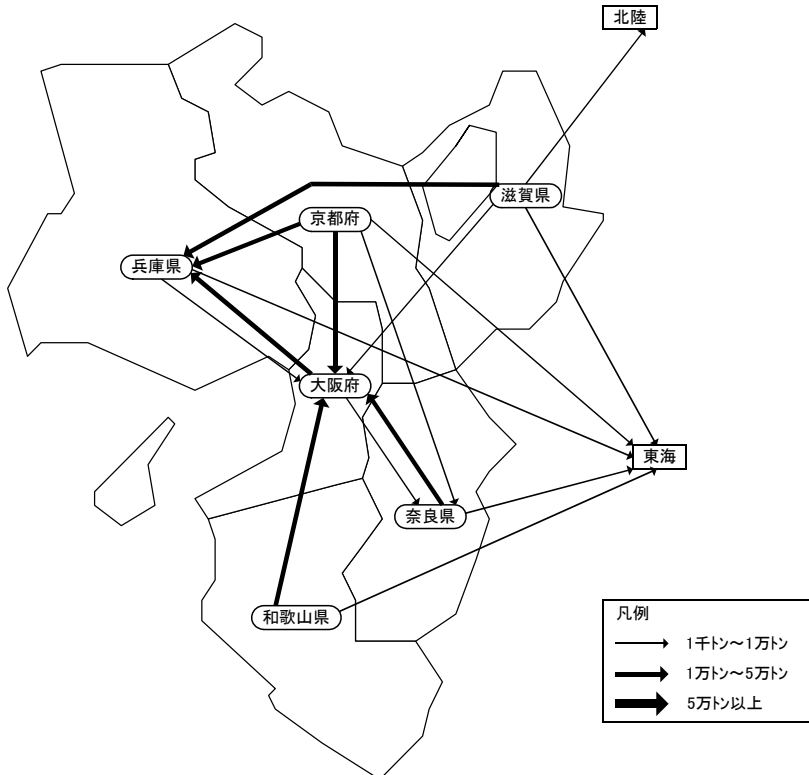 北陸
滋賀県
京都府
兵庫県
大阪府
東海
奈良県
和歌山県
凡例
1千トン～1万トン
1万トン～5万トン
5万トン以上